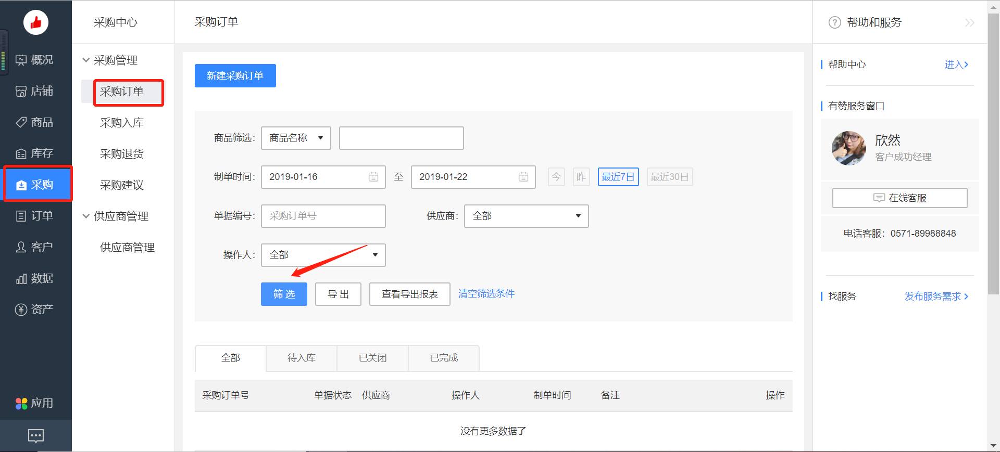 概况
店铺
商品
库存
采购
订单
客户
数据
资产
应用
采购中心
采购管理
采购订单
采购入库
采购退货
采购建议
供应商管理
供应商管理
采购订单
新建采购订单
商品筛选： 商品名称
制单时间： 2019-01-16 至 2019-01-22 今 昨 最近7日 最近30日
单据编号： 采购订单号 供应商： 全部
操作人： 全部
筛选 导出 查看导出报表 清空筛选条件
全部 待入库 已关闭 已完成
采购订单号 单据状态 供应商 操作人 制单时间 备注 操作
没有更多数据了
? 帮助和服务
帮助中心 进入
有赞服务窗口
欣然
客户成功经理
在线客服
电话客服：0571-89988848
找服务 发布服务需求